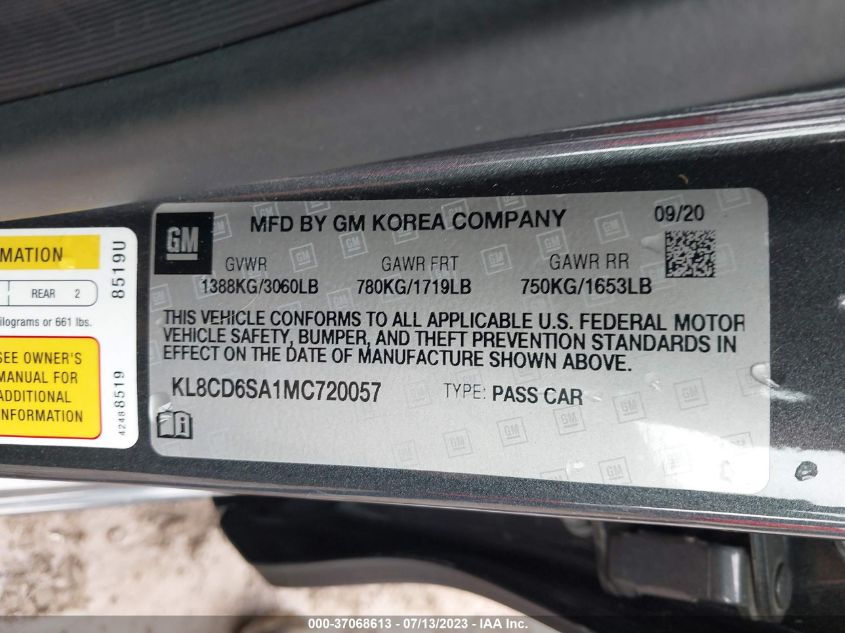 MATION
REAR 2
8519U
ilograms or 661 lbs.
SEE OWNER'S
MANUAL FOR
ADDITIONAL
INFORMATION
42488519
GM
MFD BY GM KOREA COMPANY
09/20
GVWR
GAWR FRT
GAWR RR
1388KG/3060LB
780KG/1719LB
750KG/1653LB
THIS VEHICLE CONFORMS TO ALL APPLICABLE U.S. FEDERAL MOTOR
VEHICLE SAFETY, BUMPER, AND THEFT PREVENTION STANDARDS IN
EFFECT ON THE DATE OF MANUFACTURE SHOWN ABOVE.
KL8CD6SA1MC720057
TYPE: PASS CAR
000-37068613 - 07/13/2023 - IAA Inc.